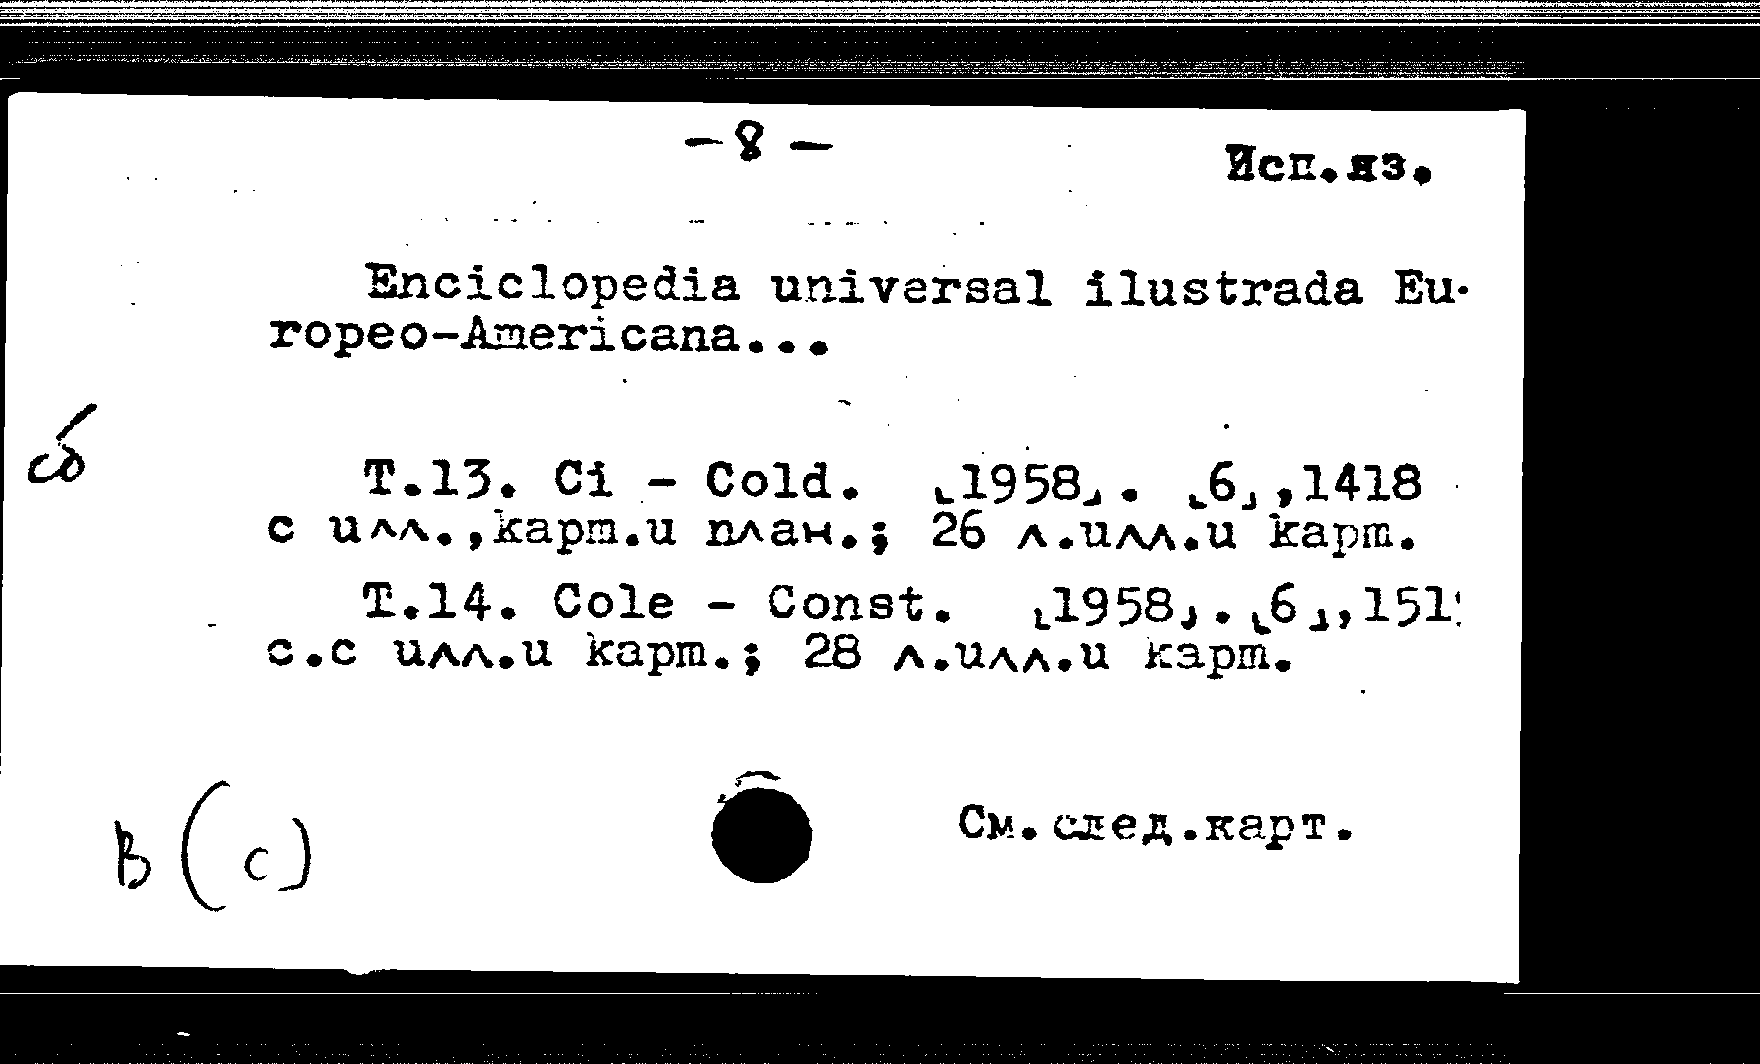 - 8 -
Исп.яз.
Enciclopedia universal ilustrada Eu-
ropeo-Americana...
сб
Т.13. Ci - Cold. [1958]. [6],1418
с илл.,карт.и план.; 26 л.илл.и карт.
Т.14. Cole - Const. [1958]. [6],151
с.с илл.и карт.; 28 л.илл.и карт.
В (с)
См.след.карт.